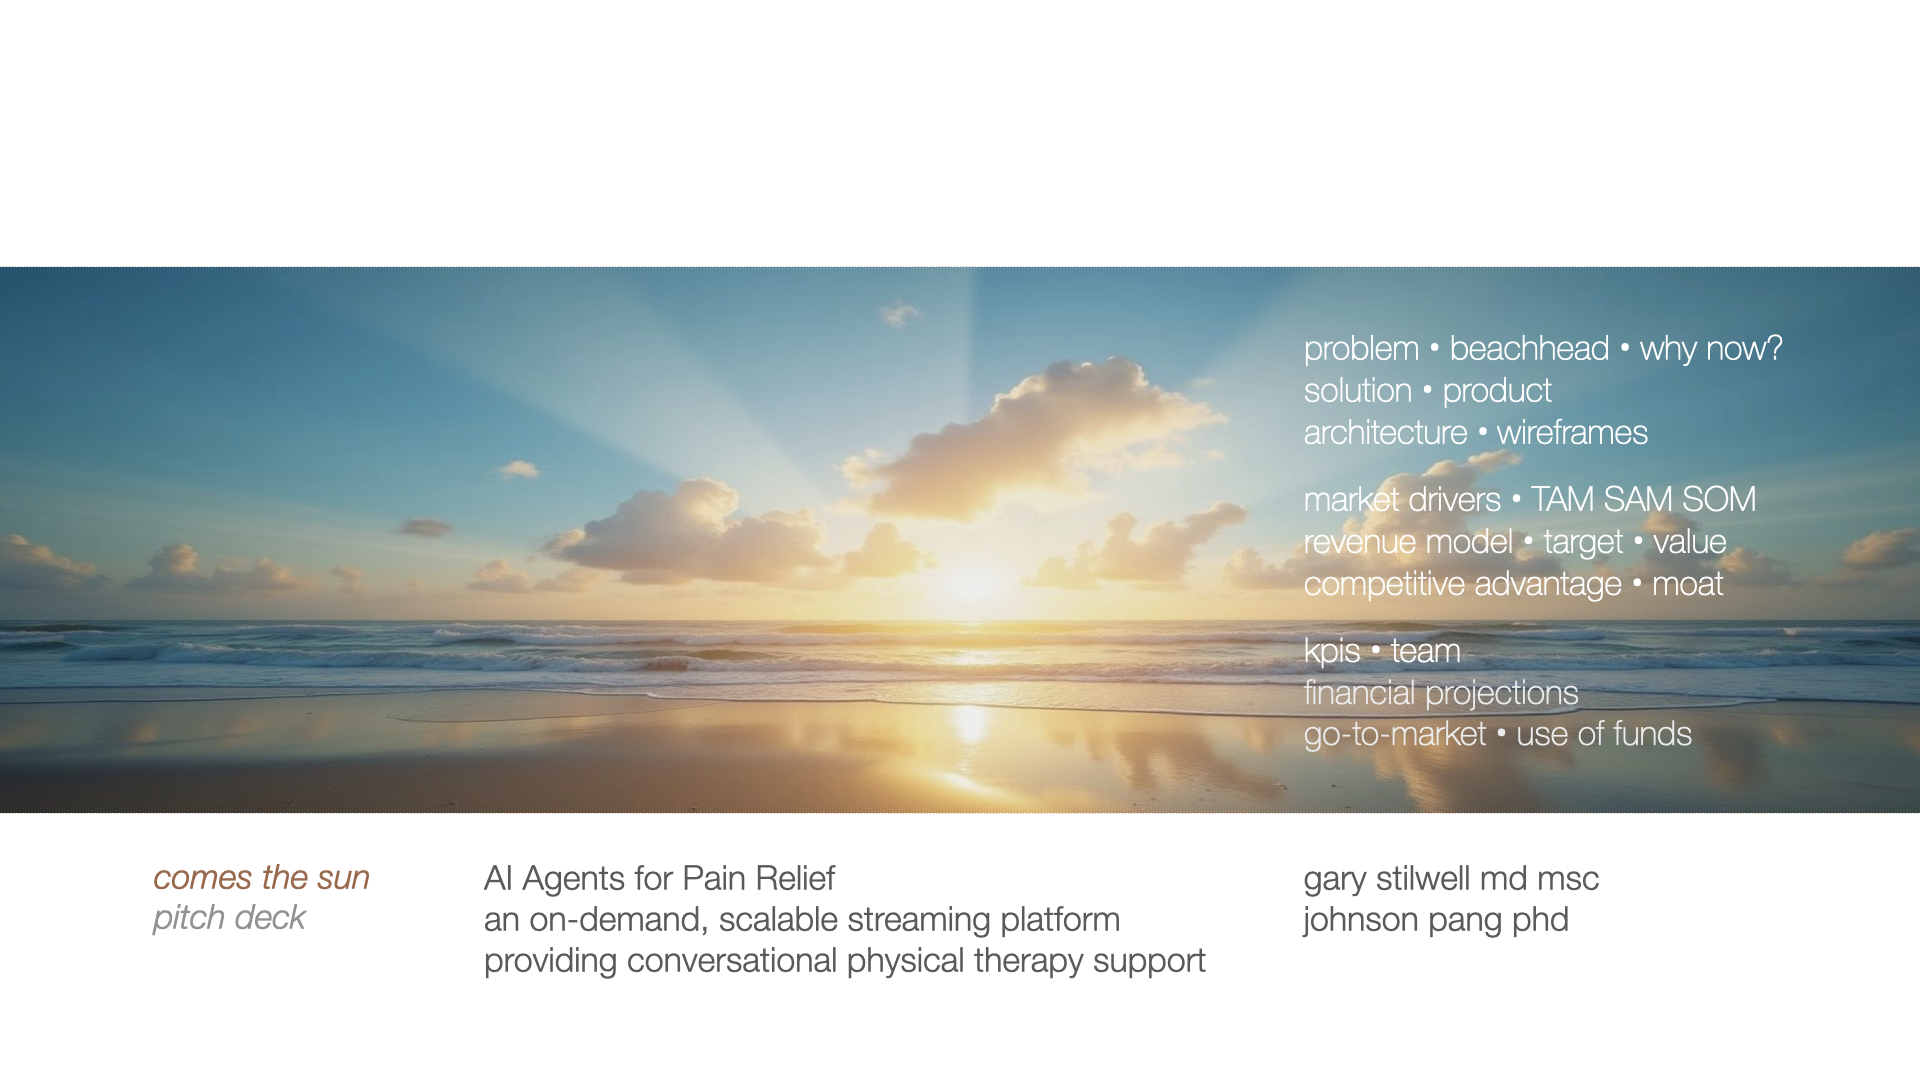 problem • beachhead • why now?
solution • product
architecture • wireframes
market drivers • TAM SAM SOM
revenue model • target • value
competitive advantage • moat
kpis • team
financial projections
go-to-market • use of funds
comes the sun
pitch deck
AI Agents for Pain Relief
an on-demand, scalable streaming platform
providing conversational physical therapy support
gary stilwell md msc
johnson pang phd